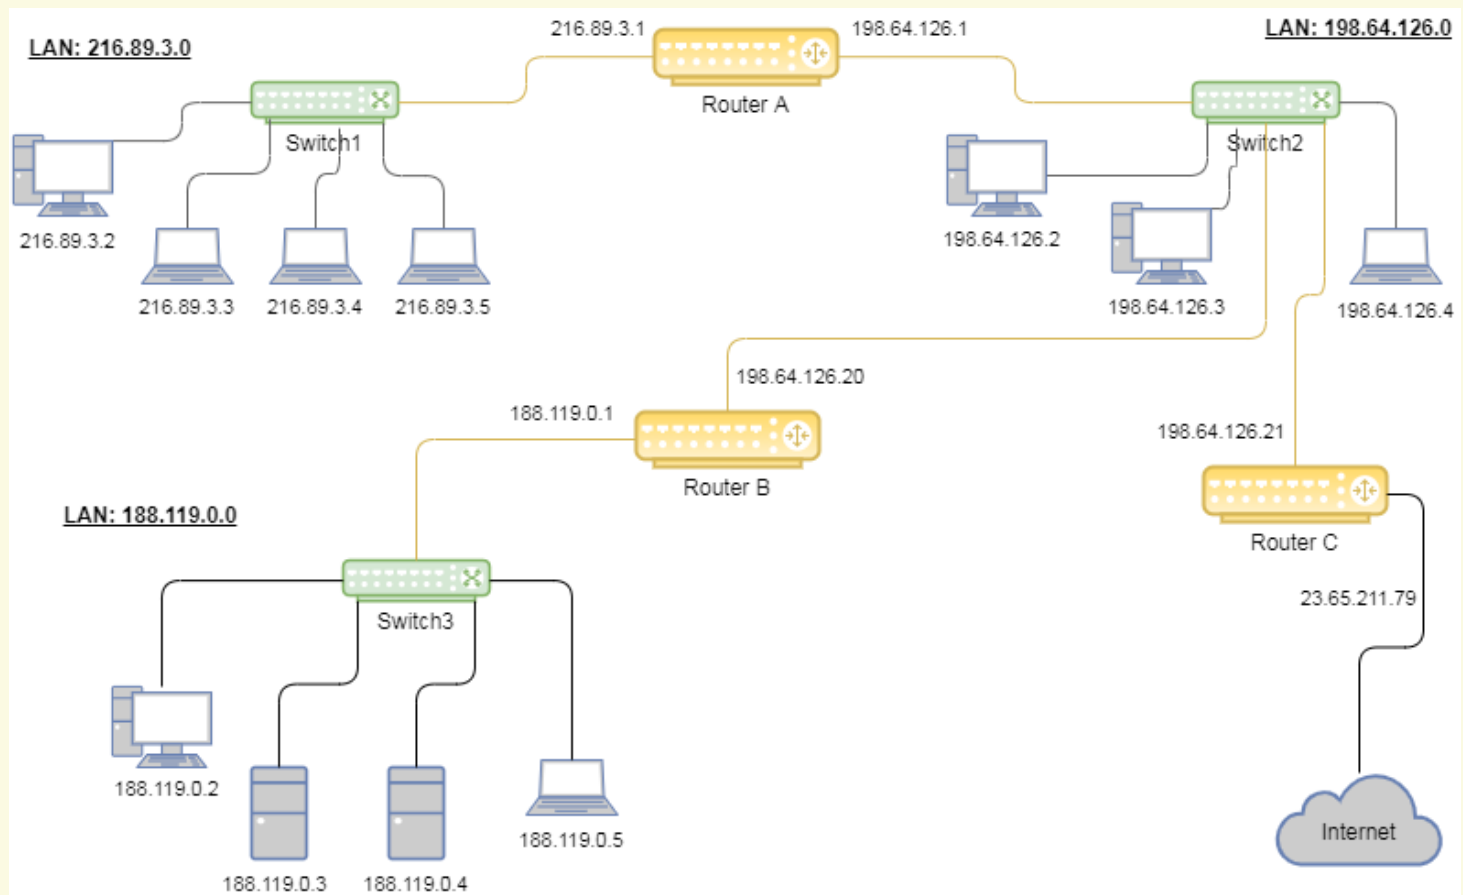 216.89.3.1
198.64.126.1
LAN: 216.89.3.0
LAN: 198.64.126.0
Router A
Switch1
Switch2
216.89.3.2
198.64.126.2
216.89.3.3
216.89.3.4
216.89.3.5
198.64.126.3
198.64.126.4
198.64.126.20
188.119.0.1
198.64.126.21
Router B
LAN: 188.119.0.0
Router C
23.65.211.79
Switch3
188.119.0.2
188.119.0.5
Internet
188.119.0.3
188.119.0.4